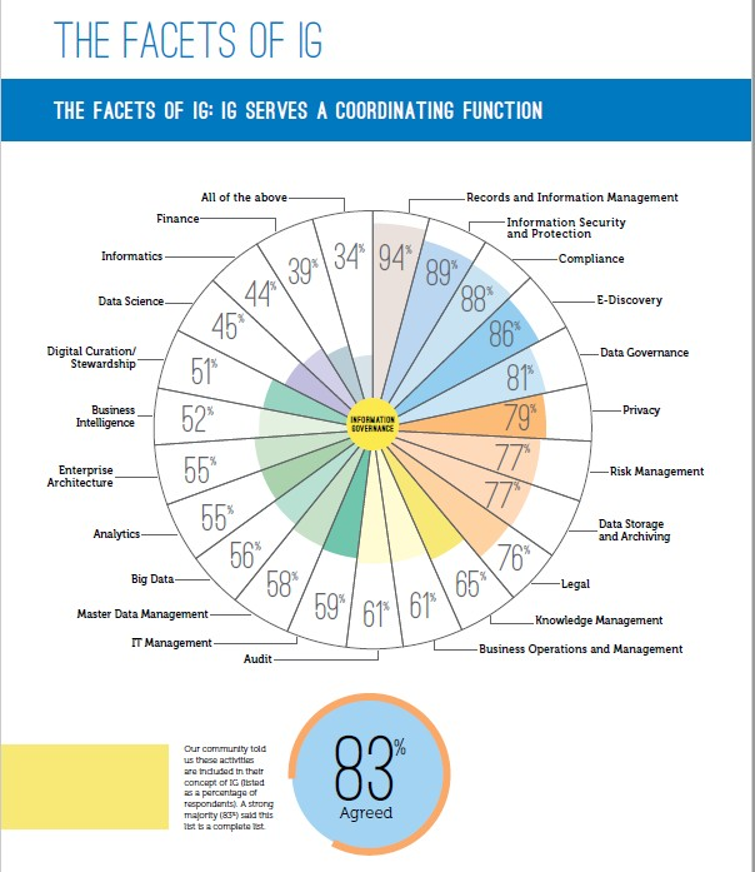 THE FACETS OF IG
THE FACETS OF IG: IG SERVES A COORDINATING FUNCTION
All of the above
Records and Information Management
Finance
Information Security
and Protection
Informatics
Compliance
Data Science
E-Discovery
Digital Curation/
Stewardship
Data Governance
Business
Intelligence
Privacy
Enterprise
Architecture
Risk Management
Analytics
Data Storage
and Archiving
Big Data
Legal
Master Data Management
Knowledge Management
IT Management
Business Operations and Management
Audit
94%
89%
88%
86%
81%
79%
77%
77%
76%
65%
61%
61%
59%
58%
56%
55%
55%
52%
51%
45%
44%
39%
34%
INFORMATION
GOVERNANCE
Our community told
us these activities
are included in their
concept of IG (listed
as a percentage of
respondents). A strong
majority (83%) said this
list is a complete list.
83%
Agreed